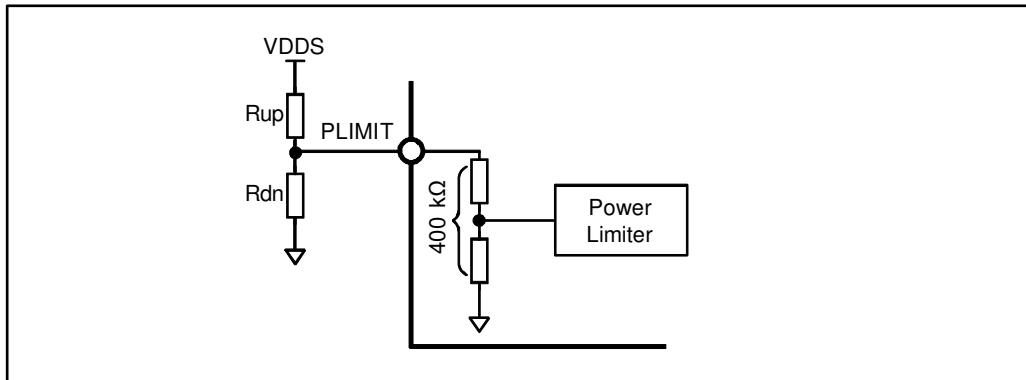 VDDS
Rup
PLIMIT
Rdn
400 kΩ
Power
Limiter